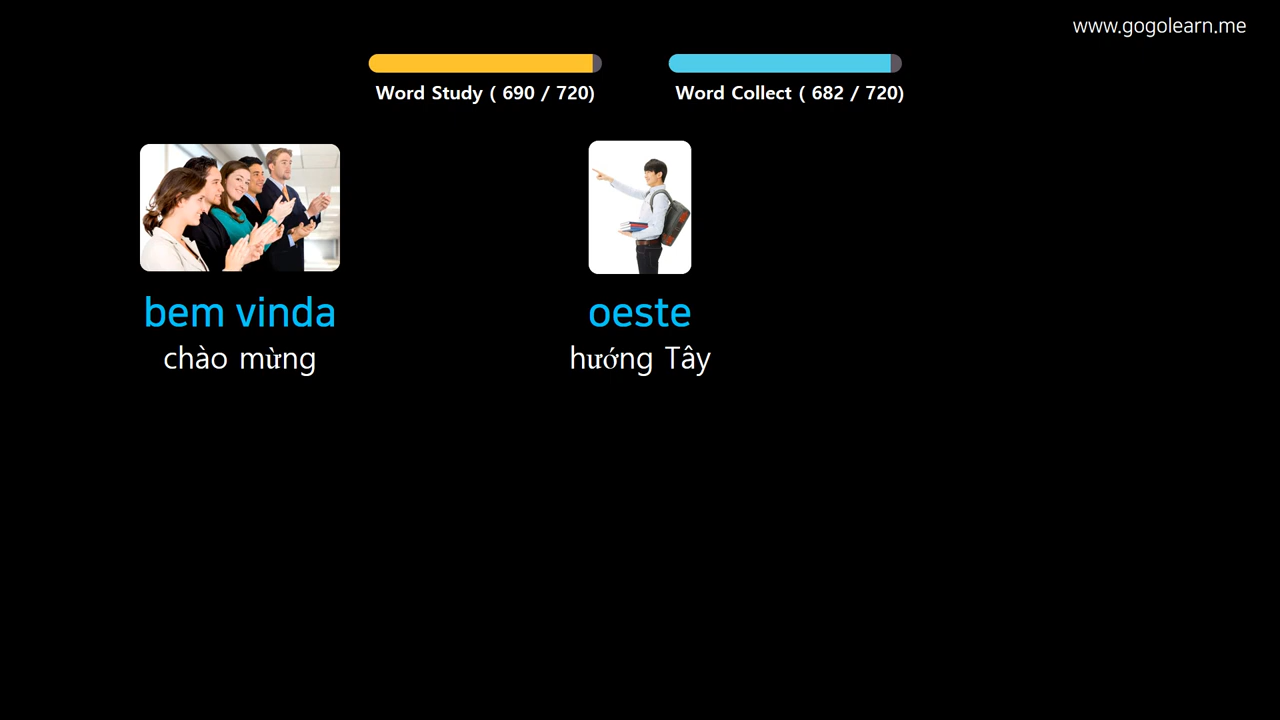 www.gogolearn.me
Word Study ( 690 / 720)
Word Collect ( 682 / 720)
bem vinda
chào mừng
oeste
hướng Tây